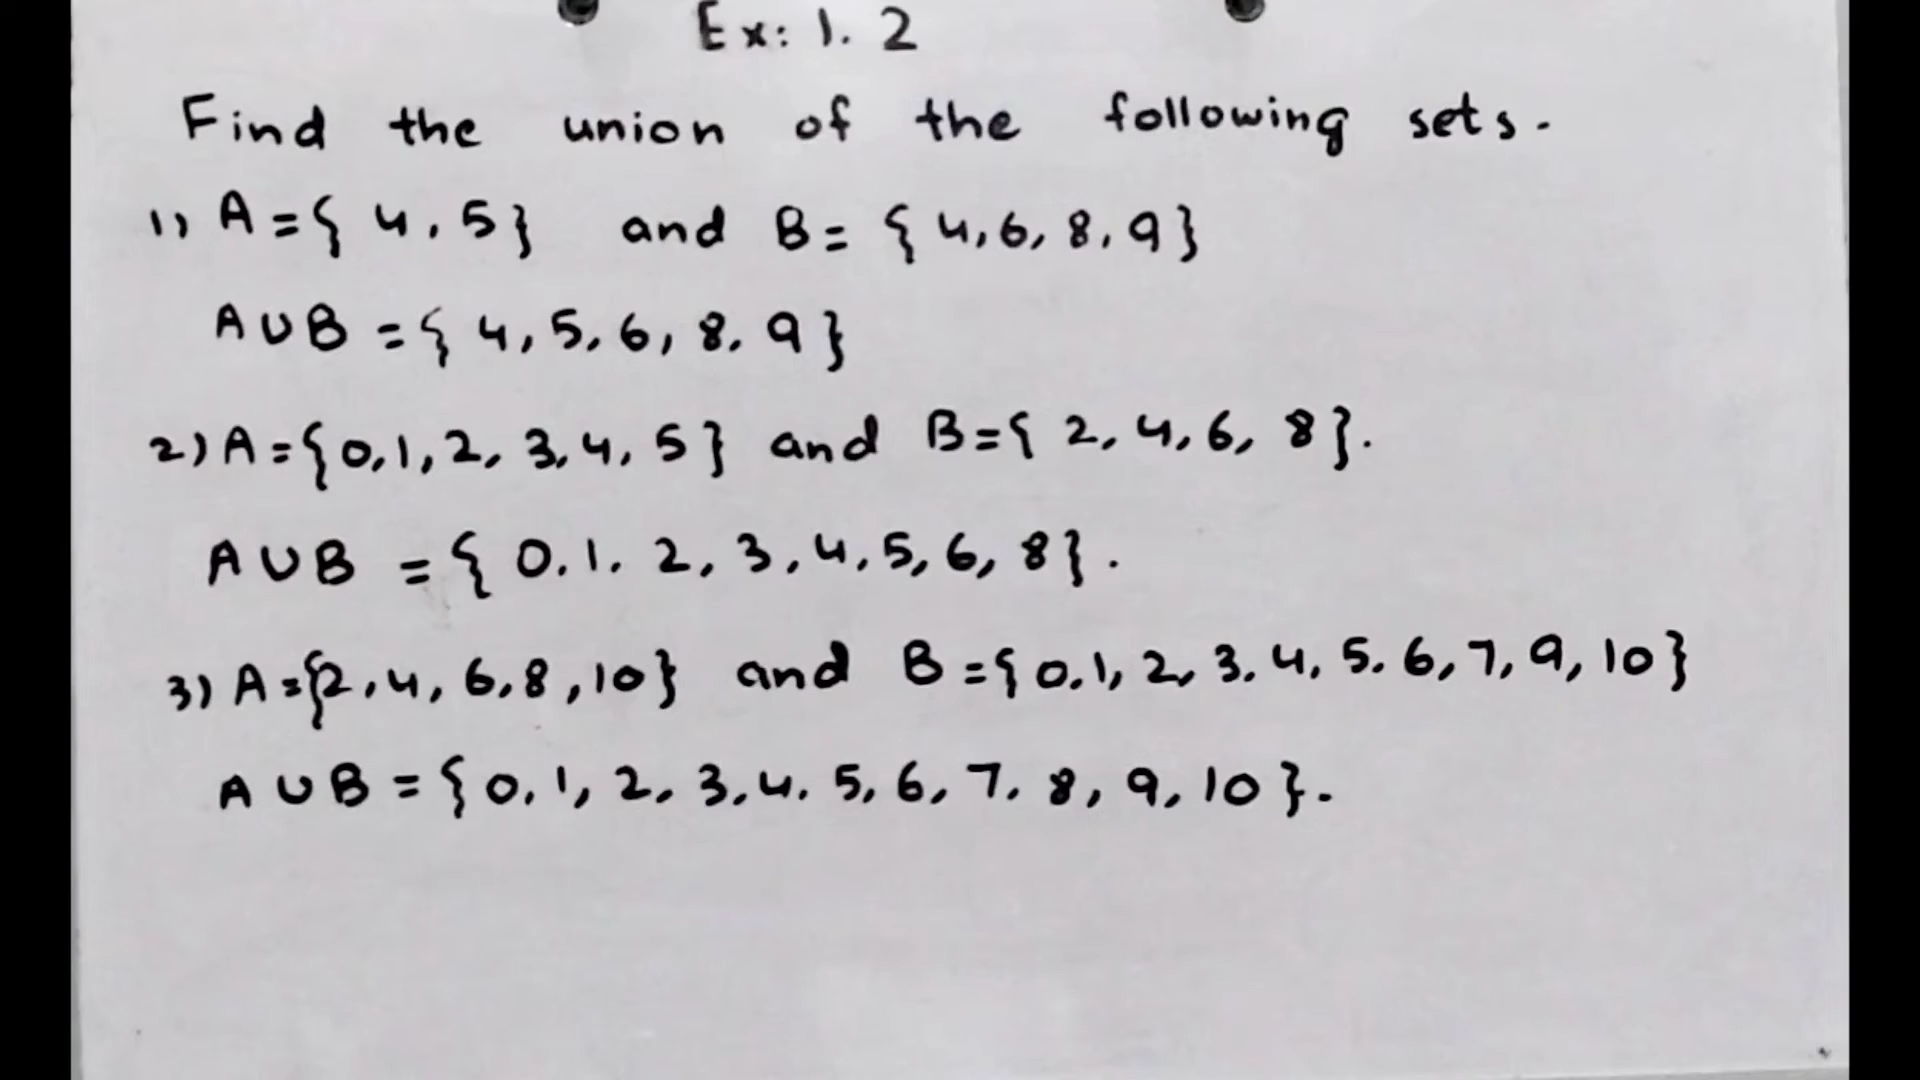 Ex: 1. 2
Find the union of the following sets.
1) A={ 4, 5} and B= { 4,6, 8, 9}
A∪B ={ 4, 5, 6, 8, 9}
2) A={0,1,2, 3,4, 5} and B={ 2, 4,6, 8}.
A∪B ={ 0.1. 2, 3,4,5,6, 8}.
3) A={2,4, 6,8,10} and B={0.1, 2, 3. 4. 5. 6,7,9, 10}
A∪B={0,1, 2, 3,4. 5,6, 7. 8, 9, 10}.